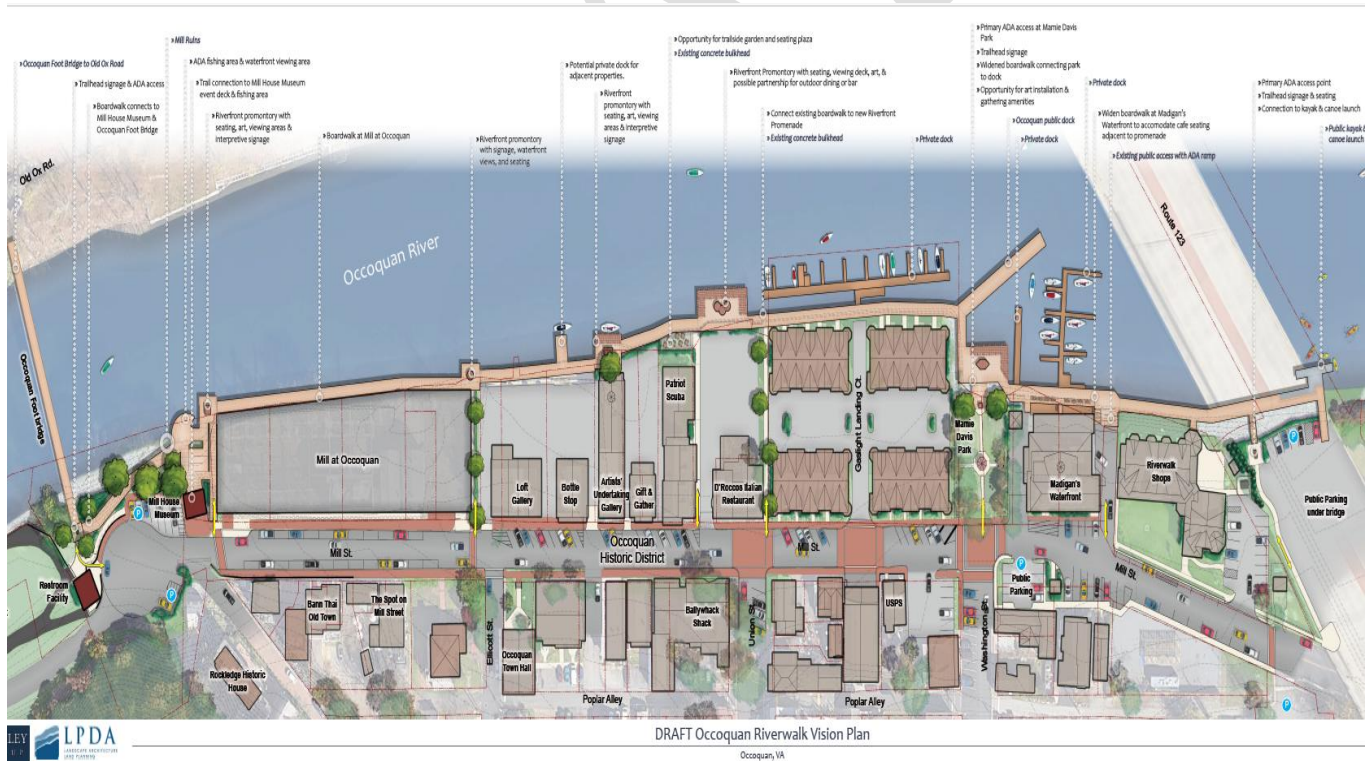 »Occoquan Foot Bridge to Old Ox Road
»Trailhead signage & ADA access
»Boardwalk connects to
Mill House Museum &
Occoquan Foot Bridge
»Mill Ruins
»ADA fishing area & waterfront viewing area
»Trail connection to Mill House Museum
event deck & fishing area
»Riverfront promontory with
seating, art, viewing areas &
interpretive signage
»Boardwalk at Mill at Occoquan
»Riverfront promontory
with signage, waterfront
views, and seating
»Potential private dock for
adjacent properties.
»Riverfront
promontory with
seating, art, viewing
areas & interpretive
signage
»Opportunity for trailside garden and seating plaza
»Existing concrete bulkhead
»Riverfront Promontory with seating, viewing deck, art, &
possible partnership for outdoor dining or bar
»Connect existing boardwalk to new Riverfront
Promenade
»Existing concrete bulkhead
»Private dock
»Primary ADA access at Mamie Davis
Park
»Trailhead signage
»Widened boardwalk connecting park
to dock
»Opportunity for art installation &
gathering amenities
»Occoquan public dock
»Private dock
»Private dock
»Widen boardwalk at Madigan's
Waterfront to accomodate cafe seating
adjacent to promenade
»Existing public access with ADA ramp
»Primary ADA access point
»Trailhead signage & seating
»Connection to kayak & canoe launch
»Public kayak &
canoe launch
Old Ox Rd.
Occoquan River
Route 123
Occoquan Foot bridge
Mill House
Museum
Mill at Occoquan
Loft
Gallery
Bottle
Stop
Artists'
Undertaking
Gallery
Gift &
Gather
Patriot
Scuba
D'Roccos Italian
Restaurant
Gaslight Landing Ct.
Mamie
Davis
Park
Madigan's
Waterfront
Riverwalk
Shops
Public Parking
under bridge
P
P
P
P
P
Restroom
Facility
Mill St.
Occoquan
Historic District
Mill St.
Mill St.
Public
Parking
Bann Thai
Old Town
The Spot on
Mill Street
Rockledge Historic
House
Elliott St.
Occoquan
Town Hall
Ballywhack
Shack
Union St.
USPS
Washington St.
Poplar Alley
Poplar Alley
LEY
LPDA
LANDSCAPE ARCHITECTURE
LAND PLANNING
DRAFT Occoquan Riverwalk Vision Plan
Occoquan, VA